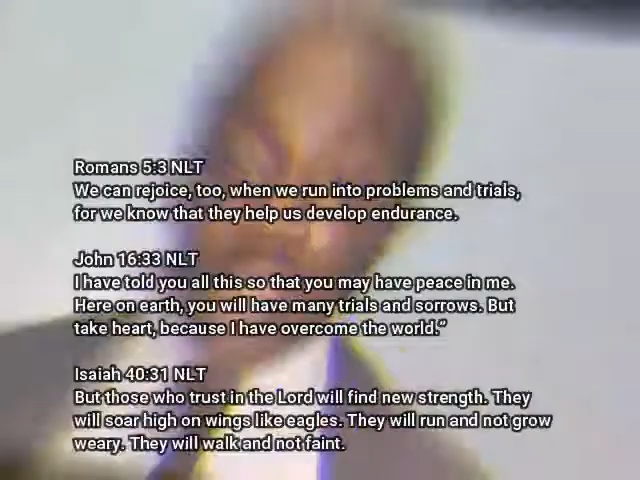 Romans 5:3 NLT
We can rejoice, too, when we run into problems and trials,
for we know that they help us develop endurance.
John 16:33 NLT
I have told you all this so that you may have peace in me.
Here on earth, you will have many trials and sorrows. But
take heart, because I have overcome the world.”
Isaiah 40:31 NLT
But those who trust in the Lord will find new strength. They
will soar high on wings like eagles. They will run and not grow
weary. They will walk and not faint.